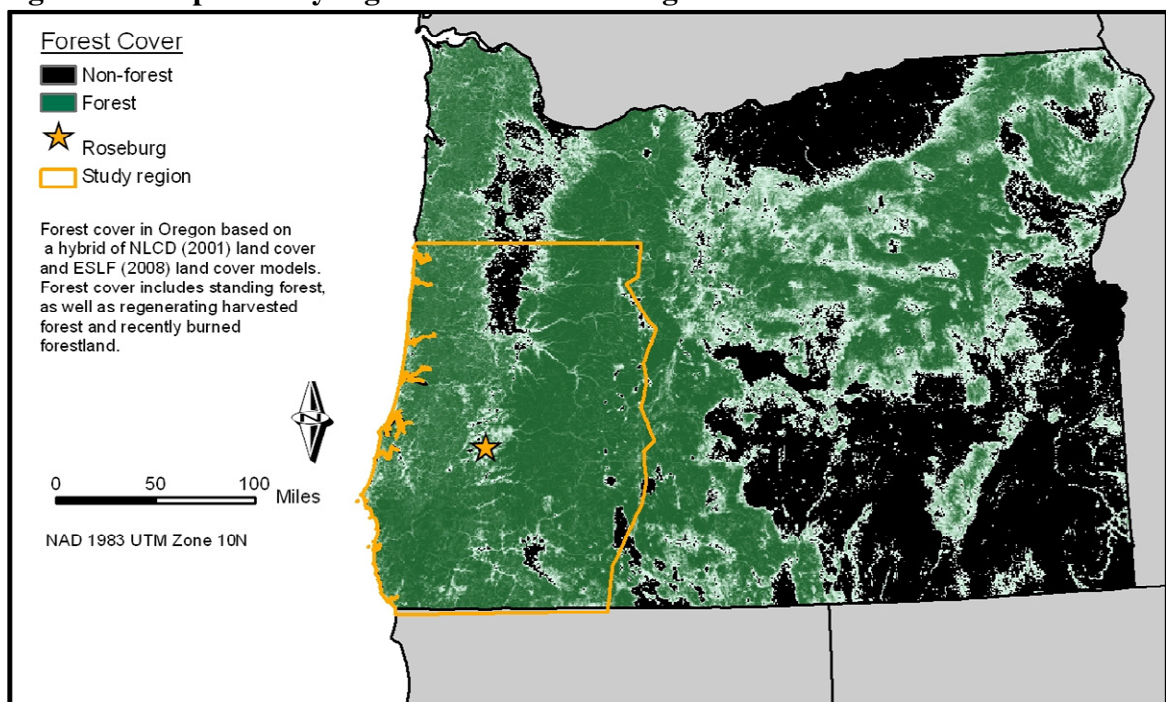 Forest Cover
Non-forest
Forest
Roseburg
Study region
Forest cover in Oregon based on
a hybrid of NLCD (2001) land cover
and ESLF (2008) land cover models.
Forest cover includes standing forest,
as well as regenerating harvested
forest and recently burned
forestland.
N
0 50 100 Miles
NAD 1983 UTM Zone 10N